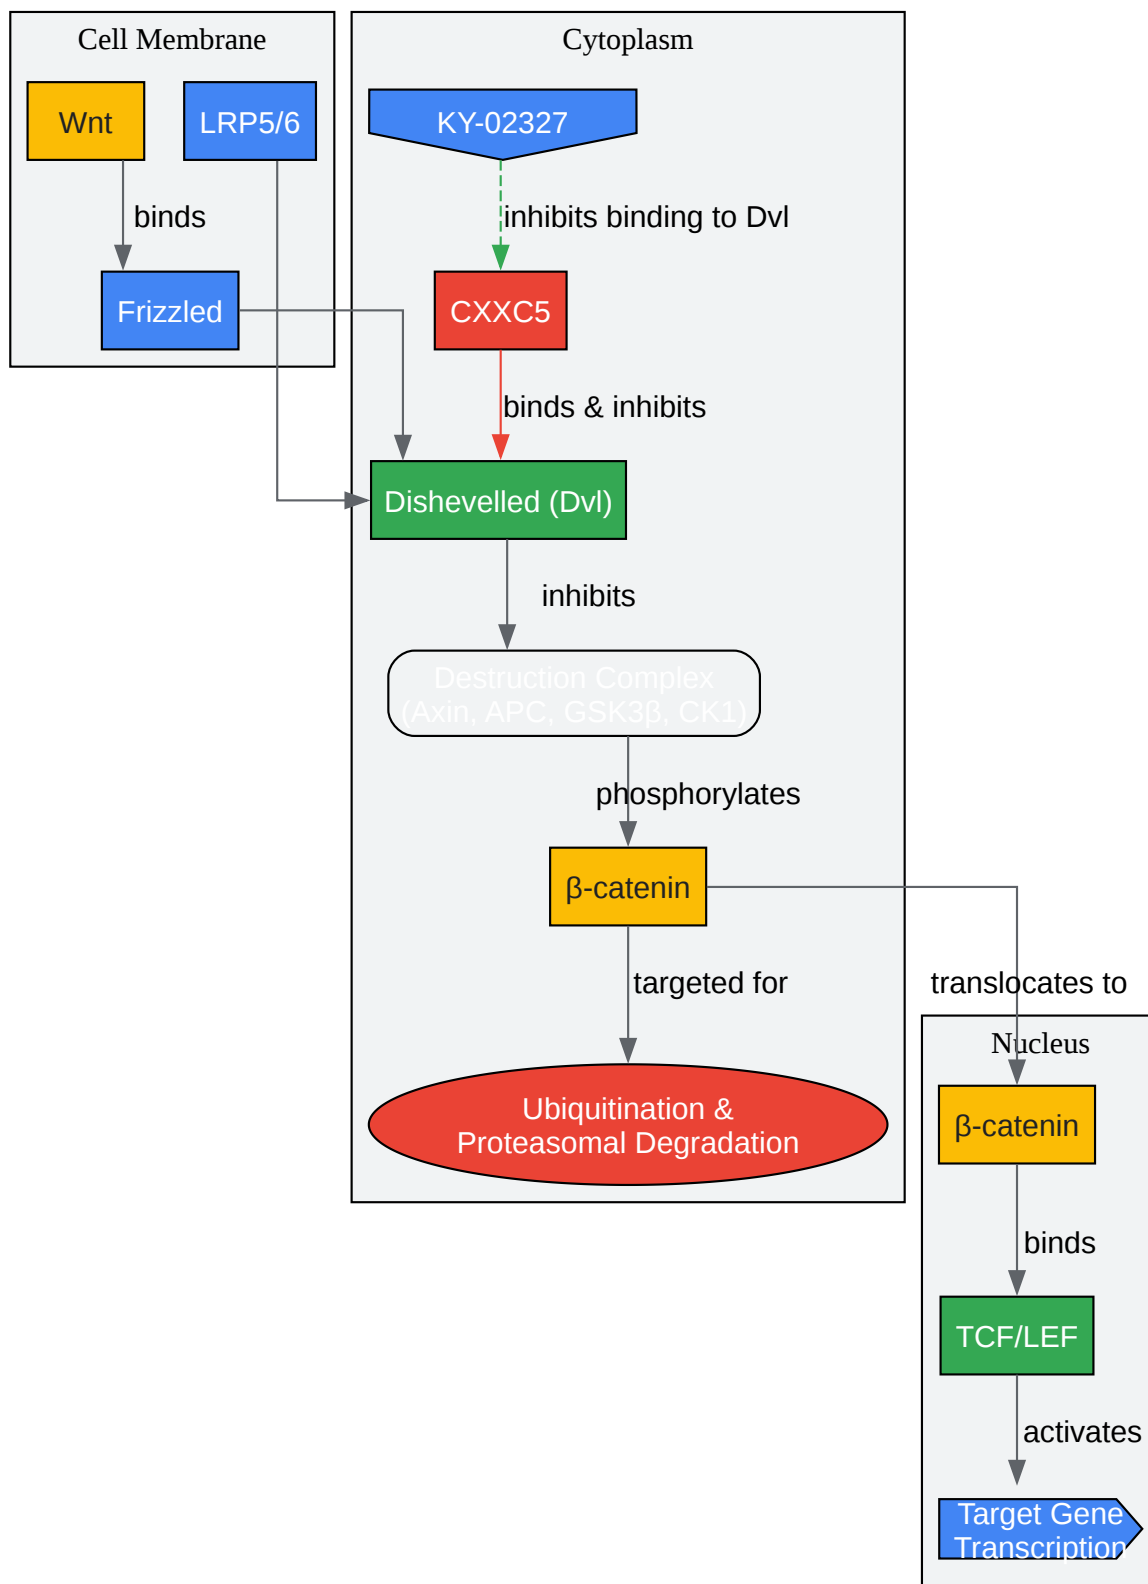 Cell Membrane
Wnt
LRP5/6
binds
Frizzled
Cytoplasm
KY-02327
inhibits binding to Dvl
CXXC5
binds & inhibits
Dishevelled (Dvl)
inhibits
Destruction Complex
(Axin, APC, GSK3β, CK1)
phosphorylates
β-catenin
targeted for
translocates to
Ubiquitination &
Proteasomal Degradation
Nucleus
β-catenin
binds
TCF/LEF
activates
Target Gene
Transcription